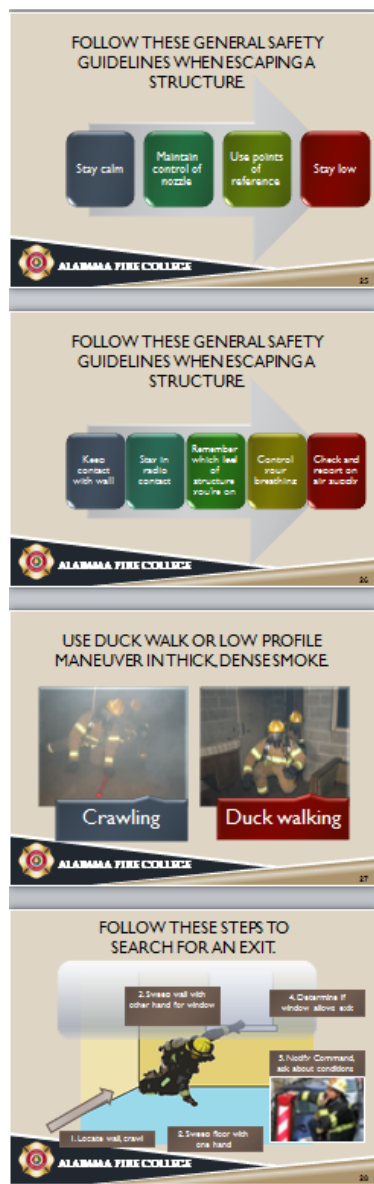 FOLLOW THESE GENERAL SAFETY
GUIDELINES WHEN ESCAPING A
STRUCTURE.
Stay calm
Maintain
control of
nozzle
Use points
of
reference
Stay low
ALABAMA FIRE COLLEGE
25
FOLLOW THESE GENERAL SAFETY
GUIDELINES WHEN ESCAPING A
STRUCTURE.
Keep
contact
with wall
Stay in
radio
contact
Remember
which leel
of
structure
you're on
Control
your
breathing
Check and
report on
air supply
ALABAMA FIRE COLLEGE
26
USE DUCK WALK OR LOW PROFILE
MANEUVER IN THICK, DENSE SMOKE.
Crawling
Duck walking
ALABAMA FIRE COLLEGE
27
FOLLOW THESE STEPS TO
SEARCH FOR AN EXIT.
2. Sweep wall with
other hand for window
4. Determine if
window allows exit
5. Notify Command,
ask about conditions
1. Locate wall, crawl
2. Sweep floor with
one hand
ALABAMA FIRE COLLEGE
28